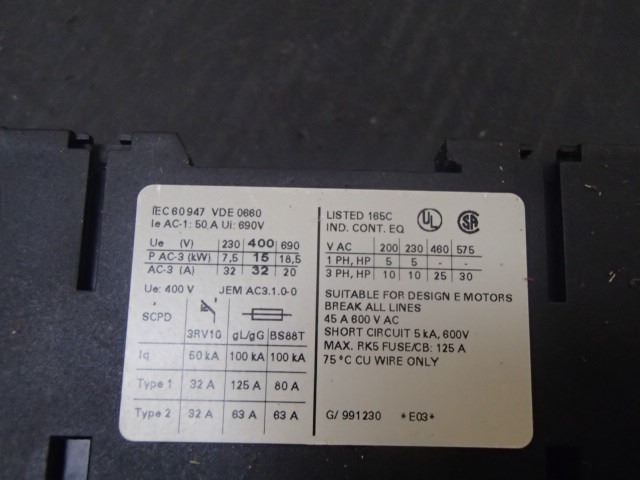 IEC 60947 VDE 0660
Ie AC-1: 50 A Ui: 690V
Ue (V) 230 400 690
P AC-3 (kW) 7,5 15 18,5
AC-3 (A) 32 32 20
Ue: 400 V JEM AC3.1.0-0
SCPD
3RV10 gL/gG BS88T
Iq 50 kA 100 kA 100 kA
Type 1 32 A 125 A 80 A
Type 2 32 A 63 A 63 A
LISTED 165C
IND. CONT. EQ
UL
SA
V AC 200 230 460 575
1 PH, HP 5 5 - -
3 PH, HP 10 10 25 30
SUITABLE FOR DESIGN E MOTORS
BREAK ALL LINES
45 A 600 V AC
SHORT CIRCUIT 5 kA, 600V
MAX. RK5 FUSE/CB: 125 A
75 °C CU WIRE ONLY
G/ 991230 *E03*